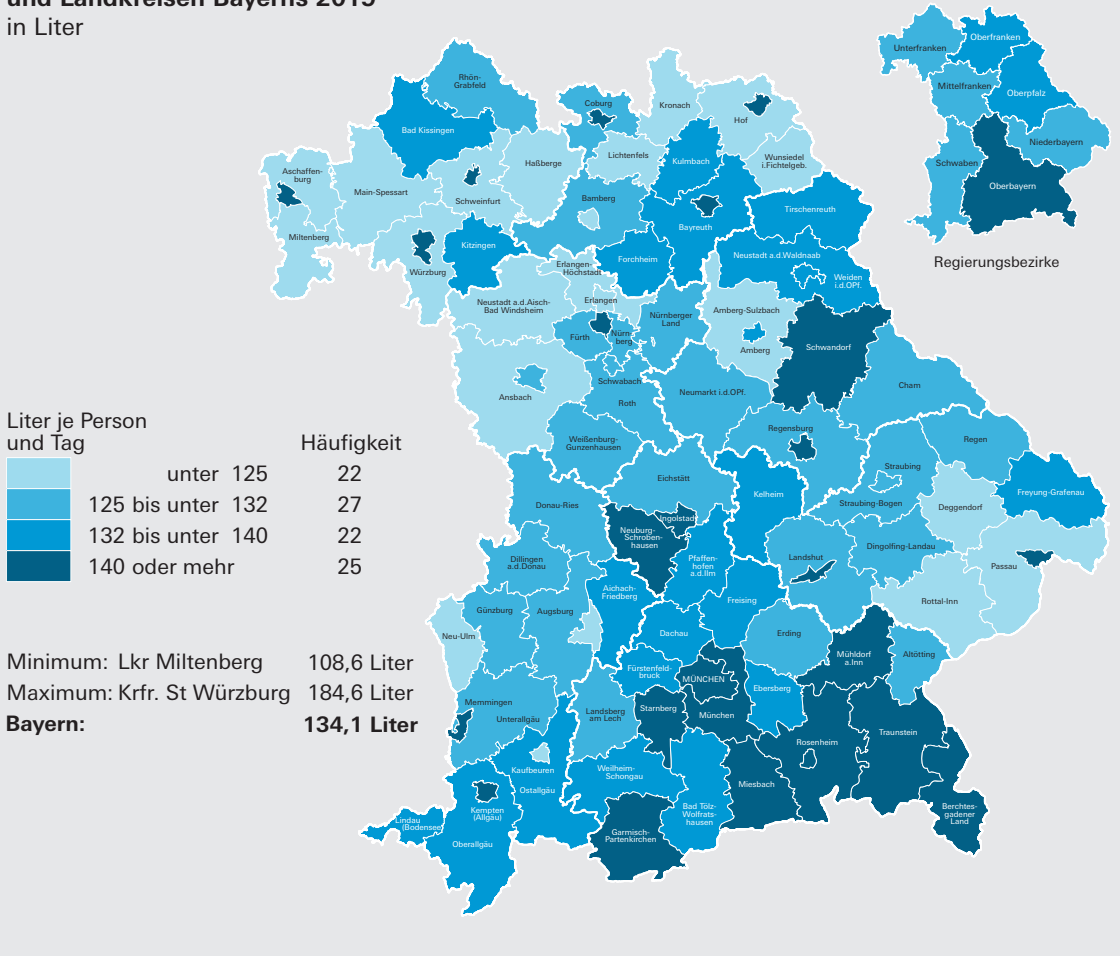 und Landkreisen Bayerns 2019
in Liter
Unterfranken
Oberfranken
Mittelfranken
Oberpfalz
Niederbayern
Schwaben
Oberbayern
Regierungsbezirke
Rhön-
Grabfeld
Bad Kissingen
Coburg
Kronach
Hof
Lichtenfels
Kulmbach
Wunsiedel
i.Fichtelgeb.
Haßberge
Aschaffen-
burg
Main-Spessart
Schweinfurt
Bamberg
Bayreuth
Tirschenreuth
Miltenberg
Würzburg
Kitzingen
Forchheim
Neustadt a.d.Waldnaab
Weiden
i.d.OPf.
Erlangen-
Höchstadt
Erlangen
Neustadt a.d.Aisch-
Bad Windsheim
Nürnberger
Land
Amberg-Sulzbach
Amberg
Fürth
Nürn-
berg
Schwandorf
Ansbach
Schwabach
Roth
Neumarkt i.d.OPf.
Cham
Weißenburg-
Gunzenhausen
Regensburg
Regen
Eichstätt
Straubing
Kelheim
Straubing-Bogen
Freyung-Grafenau
Deggendorf
Donau-Ries
Ingolstadt
Neuburg-
Schroben-
hausen
Dingolfing-Landau
Landshut
Passau
Pfaffen-
hofen
a.d.Ilm
Dillingen
a.d.Donau
Aichach-
Friedberg
Freising
Rottal-Inn
Günzburg
Augsburg
Neu-Ulm
Dachau
Erding
Mühldorf
a.Inn
Altötting
Fürstenfeld-
bruck
MÜNCHEN
Ebersberg
Memmingen
Unterallgäu
Landsberg
am Lech
Starnberg
München
Rosenheim
Traunstein
Kaufbeuren
Ostallgäu
Weilheim-
Schongau
Miesbach
Kempten
(Allgäu)
Bad Tölz-
Wolfrats-
hausen
Berchtes-
gadener
Land
Lindau
(Bodensee)
Oberallgäu
Garmisch-
Partenkirchen
Liter je Person
und Tag Häufigkeit
unter 125 22
125 bis unter 132 27
132 bis unter 140 22
140 oder mehr 25
Minimum: Lkr Miltenberg 108,6 Liter
Maximum: Krfr. St Würzburg 184,6 Liter
Bayern: 134,1 Liter